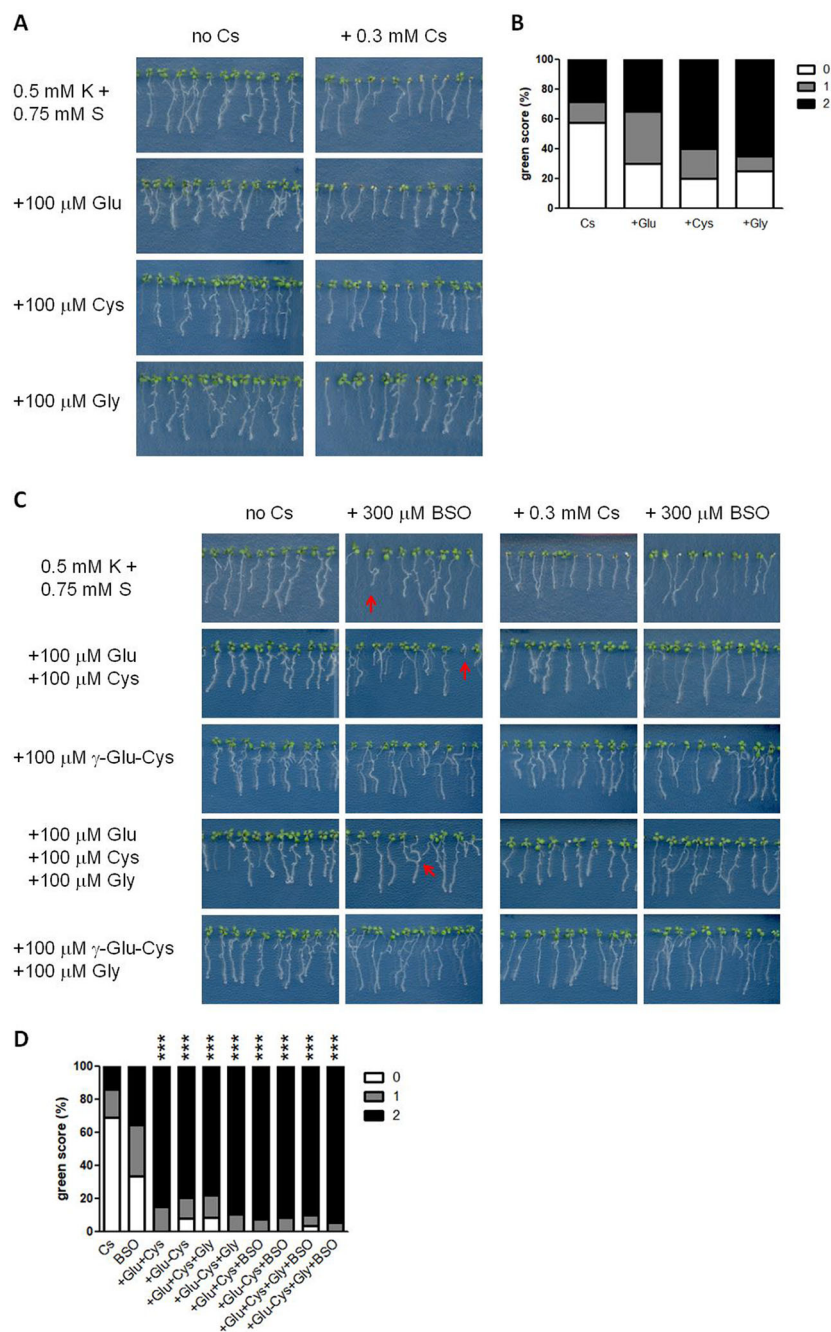 A
no Cs
+ 0.3 mM Cs
0.5 mM K +
0.75 mM S
+100 µM Glu
+100 µM Cys
+100 µM Gly
B
green score (%)
100
80
60
40
20
0
Cs
+Glu
+Cys
+Gly
0
1
2
C
no Cs
+ 300 µM BSO
+ 0.3 mM Cs
+ 300 µM BSO
0.5 mM K +
0.75 mM S
+100 µM Glu
+100 µM Cys
+100 µM γ-Glu-Cys
+100 µM Glu
+100 µM Cys
+100 µM Gly
+100 µM γ-Glu-Cys
+100 µM Gly
D
*** *** *** *** *** *** *** ***
green score (%)
100
80
60
40
20
0
Cs
BSO
+Glu+Cys
+Glu-Cys
+Glu+Cys+Gly
+Glu-Cys+Gly
+Glu+Cys+BSO
+Glu-Cys+BSO
+Glu+Cys+Gly+BSO
+Glu-Cys+Gly+BSO
0
1
2